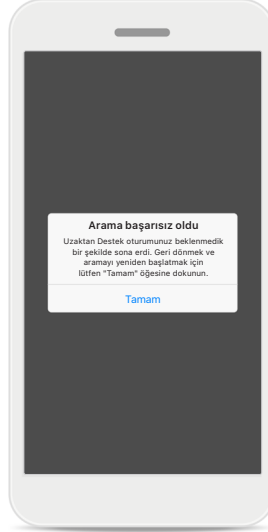 Arama başarısız oldu
Uzaktan Destek oturumunuz beklenmedik
bir şekilde sona erdi. Geri dönmek ve
aramayı yeniden başlatmak için
lütfen "Tamam" öğesine dokunun.
Tamam